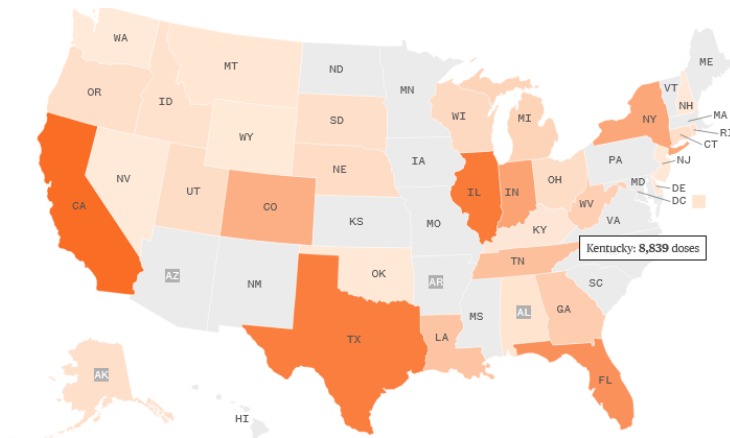 WA
MT
ND
MN
ME
VT
NH
OR
ID
SD
WI
MI
NY
MA
RI
CT
WY
NE
IA
PA
NJ
NV
UT
CO
IL
IN
OH
MD
DE
DC
CA
KS
MO
KY
WV
VA
Kentucky: 8,839 doses
AZ
NM
OK
AR
TN
SC
MS
AL
GA
TX
LA
FL
AK
HI